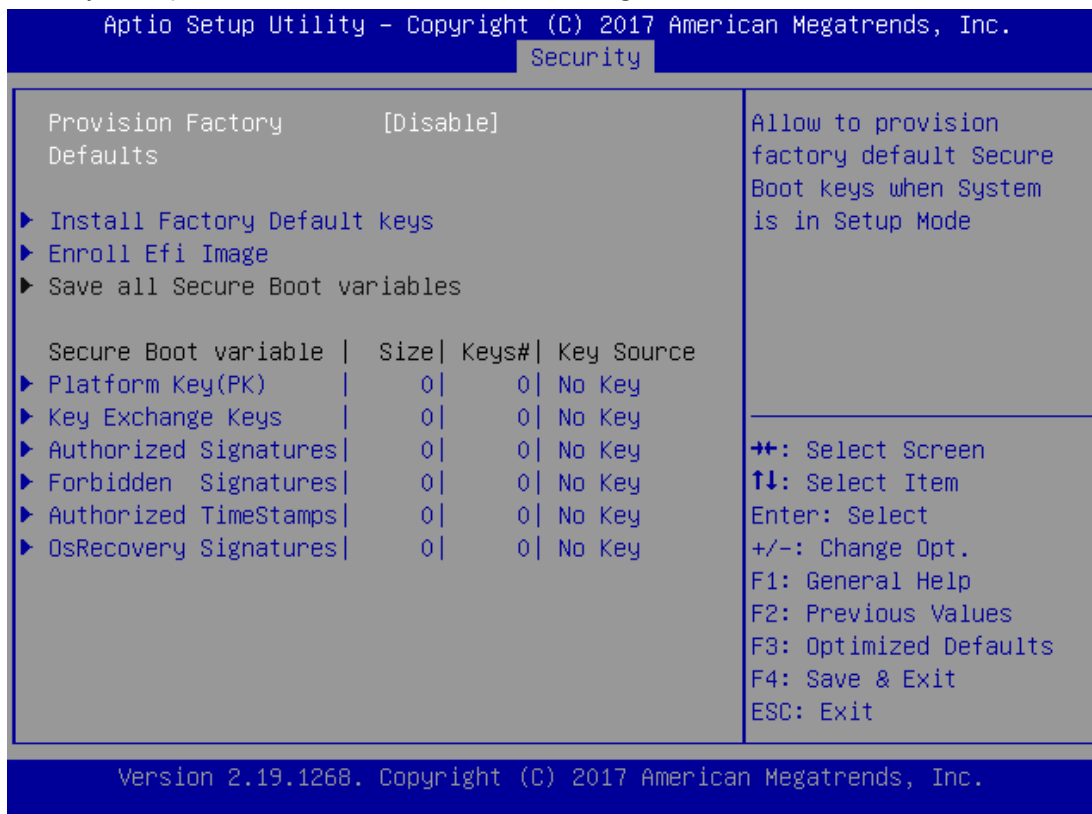 Aptio Setup Utility – Copyright (C) 2017 American Megatrends, Inc.
Security
Provision Factory [Disable]
Defaults
Install Factory Default keys
Enroll Efi Image
Save all Secure Boot variables
Secure Boot variable | Size| Keys#| Key Source
Platform Key(PK) | 0| 0| No Key
Key Exchange Keys | 0| 0| No Key
Authorized Signatures| 0| 0| No Key
Forbidden Signatures| 0| 0| No Key
Authorized TimeStamps| 0| 0| No Key
OsRecovery Signatures| 0| 0| No Key
Allow to provision
factory default Secure
Boot keys when System
is in Setup Mode
→←: Select Screen
↑↓: Select Item
Enter: Select
+/-: Change Opt.
F1: General Help
F2: Previous Values
F3: Optimized Defaults
F4: Save & Exit
ESC: Exit
Version 2.19.1268. Copyright (C) 2017 American Megatrends, Inc.